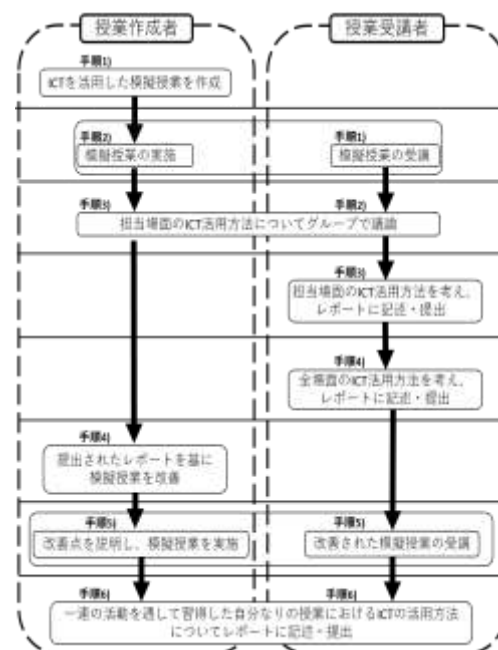 授業作成者
授業受講者
手順1)
ICTを活用した模擬授業を作成
手順2)
模擬授業の実施
手順1)
模擬授業の受講
手順3)
手順2)
担当場面のICT活用方法についてグループで議論
手順3)
担当場面のICT活用方法を考え,
レポートに記述・提出
手順4)
全場面のICT活用方法を考え,
レポートに記述・提出
手順4)
提出されたレポートを基に
模擬授業を改善
手順5)
改善点を説明し、模擬授業を実施
手順5)
改善された模擬授業の受講
手順6)
手順6)
一連の活動を通して習得した自分なりの授業におけるICTの活用方法
についてレポートに記述・提出